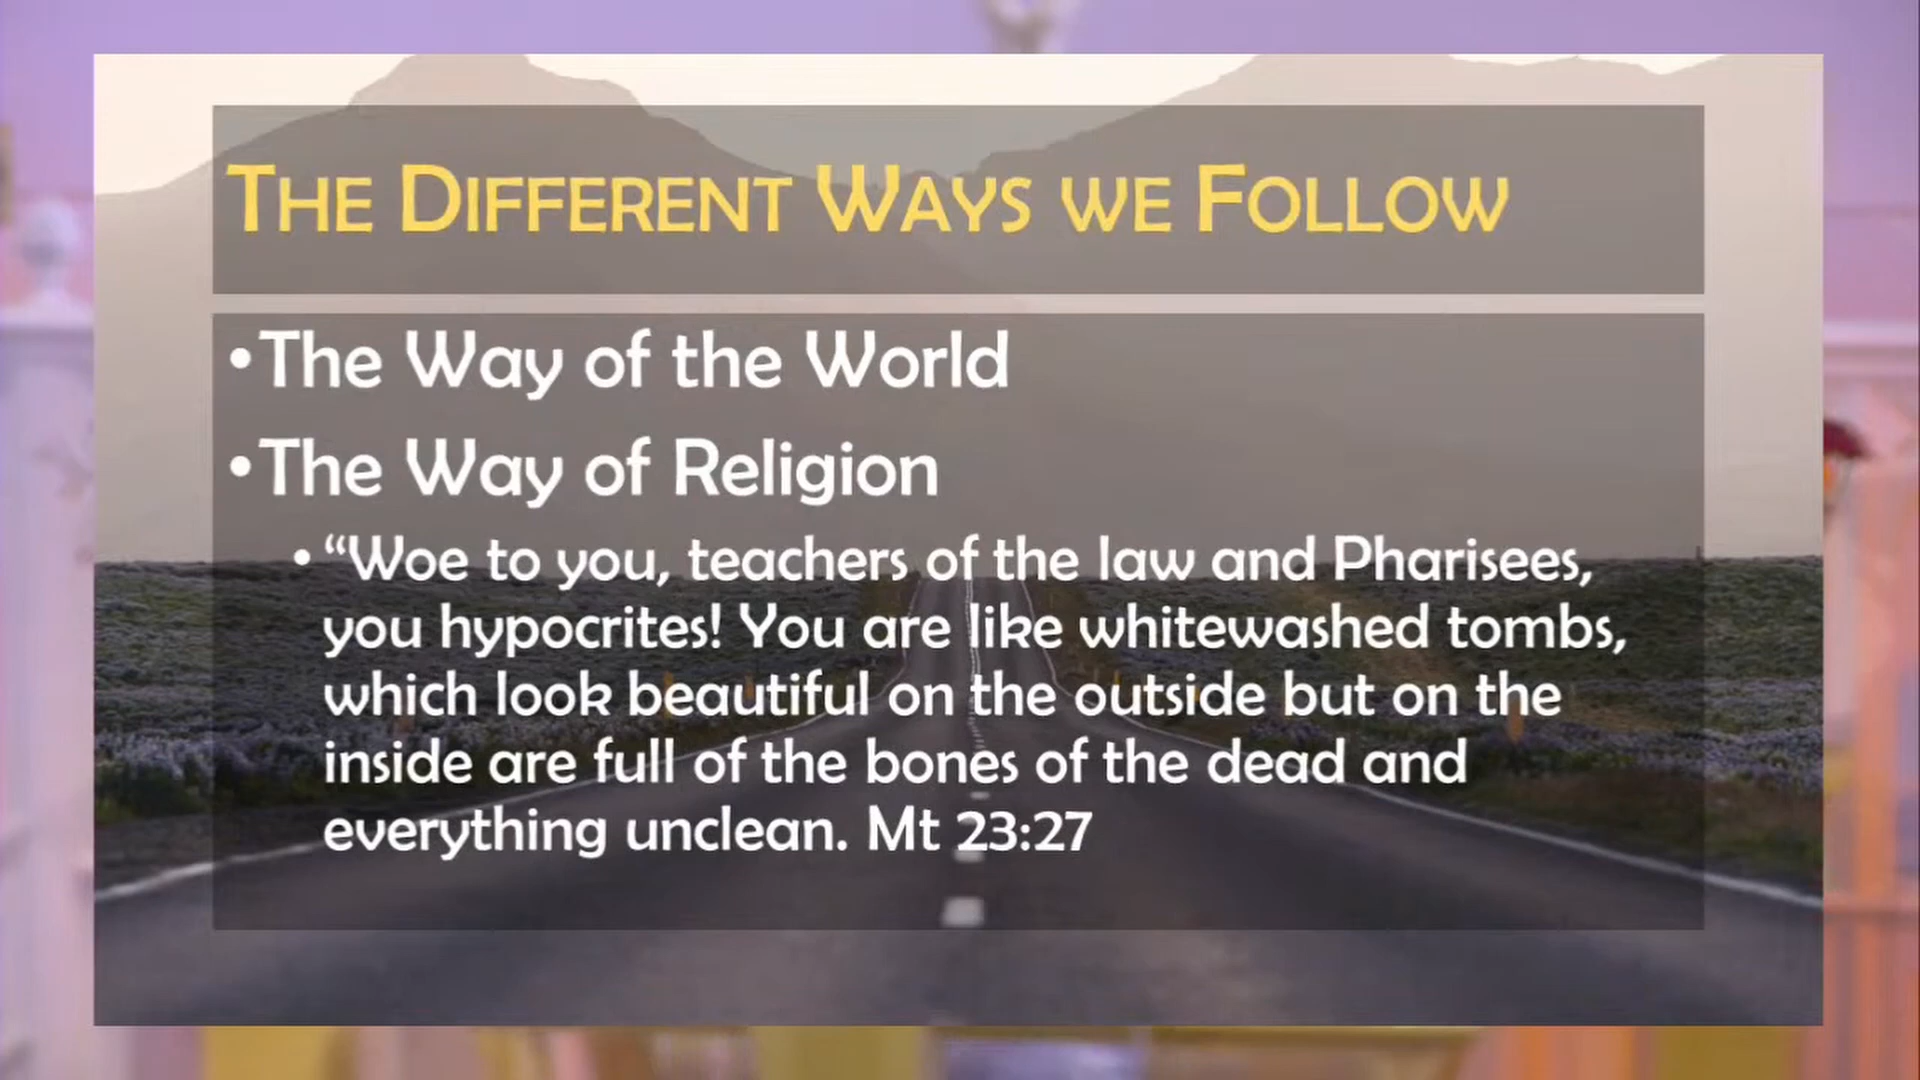 The Different Ways we Follow
•The Way of the World
•The Way of Religion
• “Woe to you, teachers of the law and Pharisees,
you hypocrites! You are like whitewashed tombs,
which look beautiful on the outside but on the
inside are full of the bones of the dead and
everything unclean. Mt 23:27